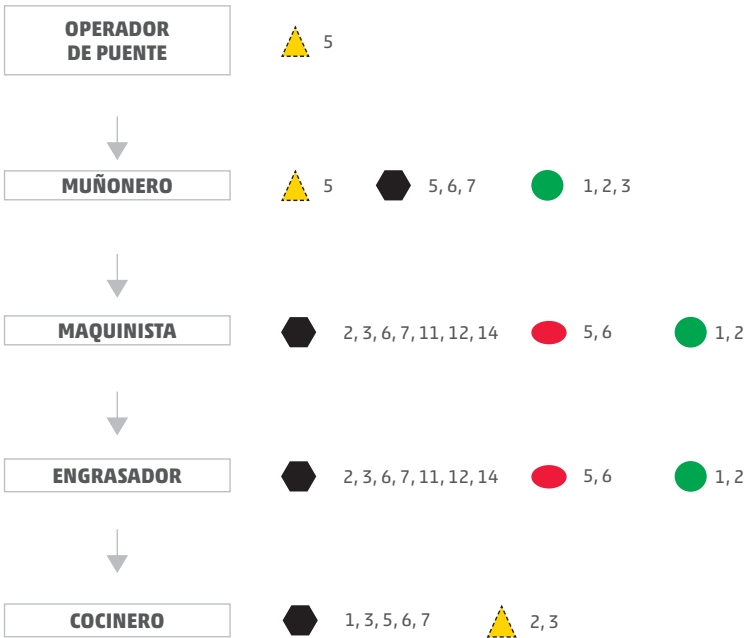 OPERADOR
DE PUENTE
5
MUÑONERO
5
5, 6, 7
1, 2, 3
MAQUINISTA
2, 3, 6, 7, 11, 12, 14
5, 6
1, 2
ENGRASADOR
2, 3, 6, 7, 11, 12, 14
5, 6
1, 2
COCINERO
1, 3, 5, 6, 7
2, 3